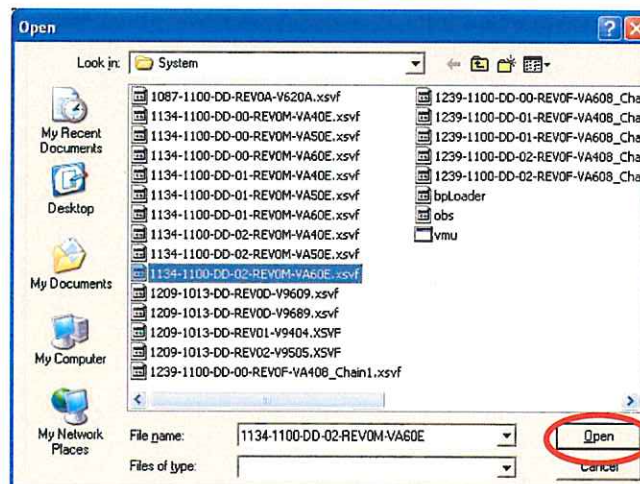 Open
Look in:
System
My Recent
Documents
Desktop
My Documents
My Computer
My Network
Places
1087-1100-DD-REV0A-V620A.xsvf
1134-1100-DD-00-REV0M-VA40E.xsvf
1134-1100-DD-00-REV0M-VA50E.xsvf
1134-1100-DD-00-REV0M-VA60E.xsvf
1134-1100-DD-01-REV0M-VA40E.xsvf
1134-1100-DD-01-REV0M-VA50E.xsvf
1134-1100-DD-01-REV0M-VA60E.xsvf
1134-1100-DD-02-REV0M-VA40E.xsvf
1134-1100-DD-02-REV0M-VA50E.xsvf
1134-1100-DD-02-REV0M-VA60E.xsvf
1209-1013-DD-REV0D-V9609.xsvf
1209-1013-DD-REV0D-V9689.xsvf
1209-1013-DD-REV01-V9404.XSVF
1209-1013-DD-REV02-V9505.XSVF
1239-1100-DD-00-REV0F-VA408_Chain1.xsvf
1239-1100-DD-00-REV0F-VA608_Cha
1239-1100-DD-01-REV0F-VA408_Cha
1239-1100-DD-01-REV0F-VA608_Cha
1239-1100-DD-02-REV0F-VA408_Cha
1239-1100-DD-02-REV0F-VA608_Cha
bpLoader
obs
vmu
File name:
1134-1100-DD-02-REV0M-VA60E
Open
Files of type:
Cancel